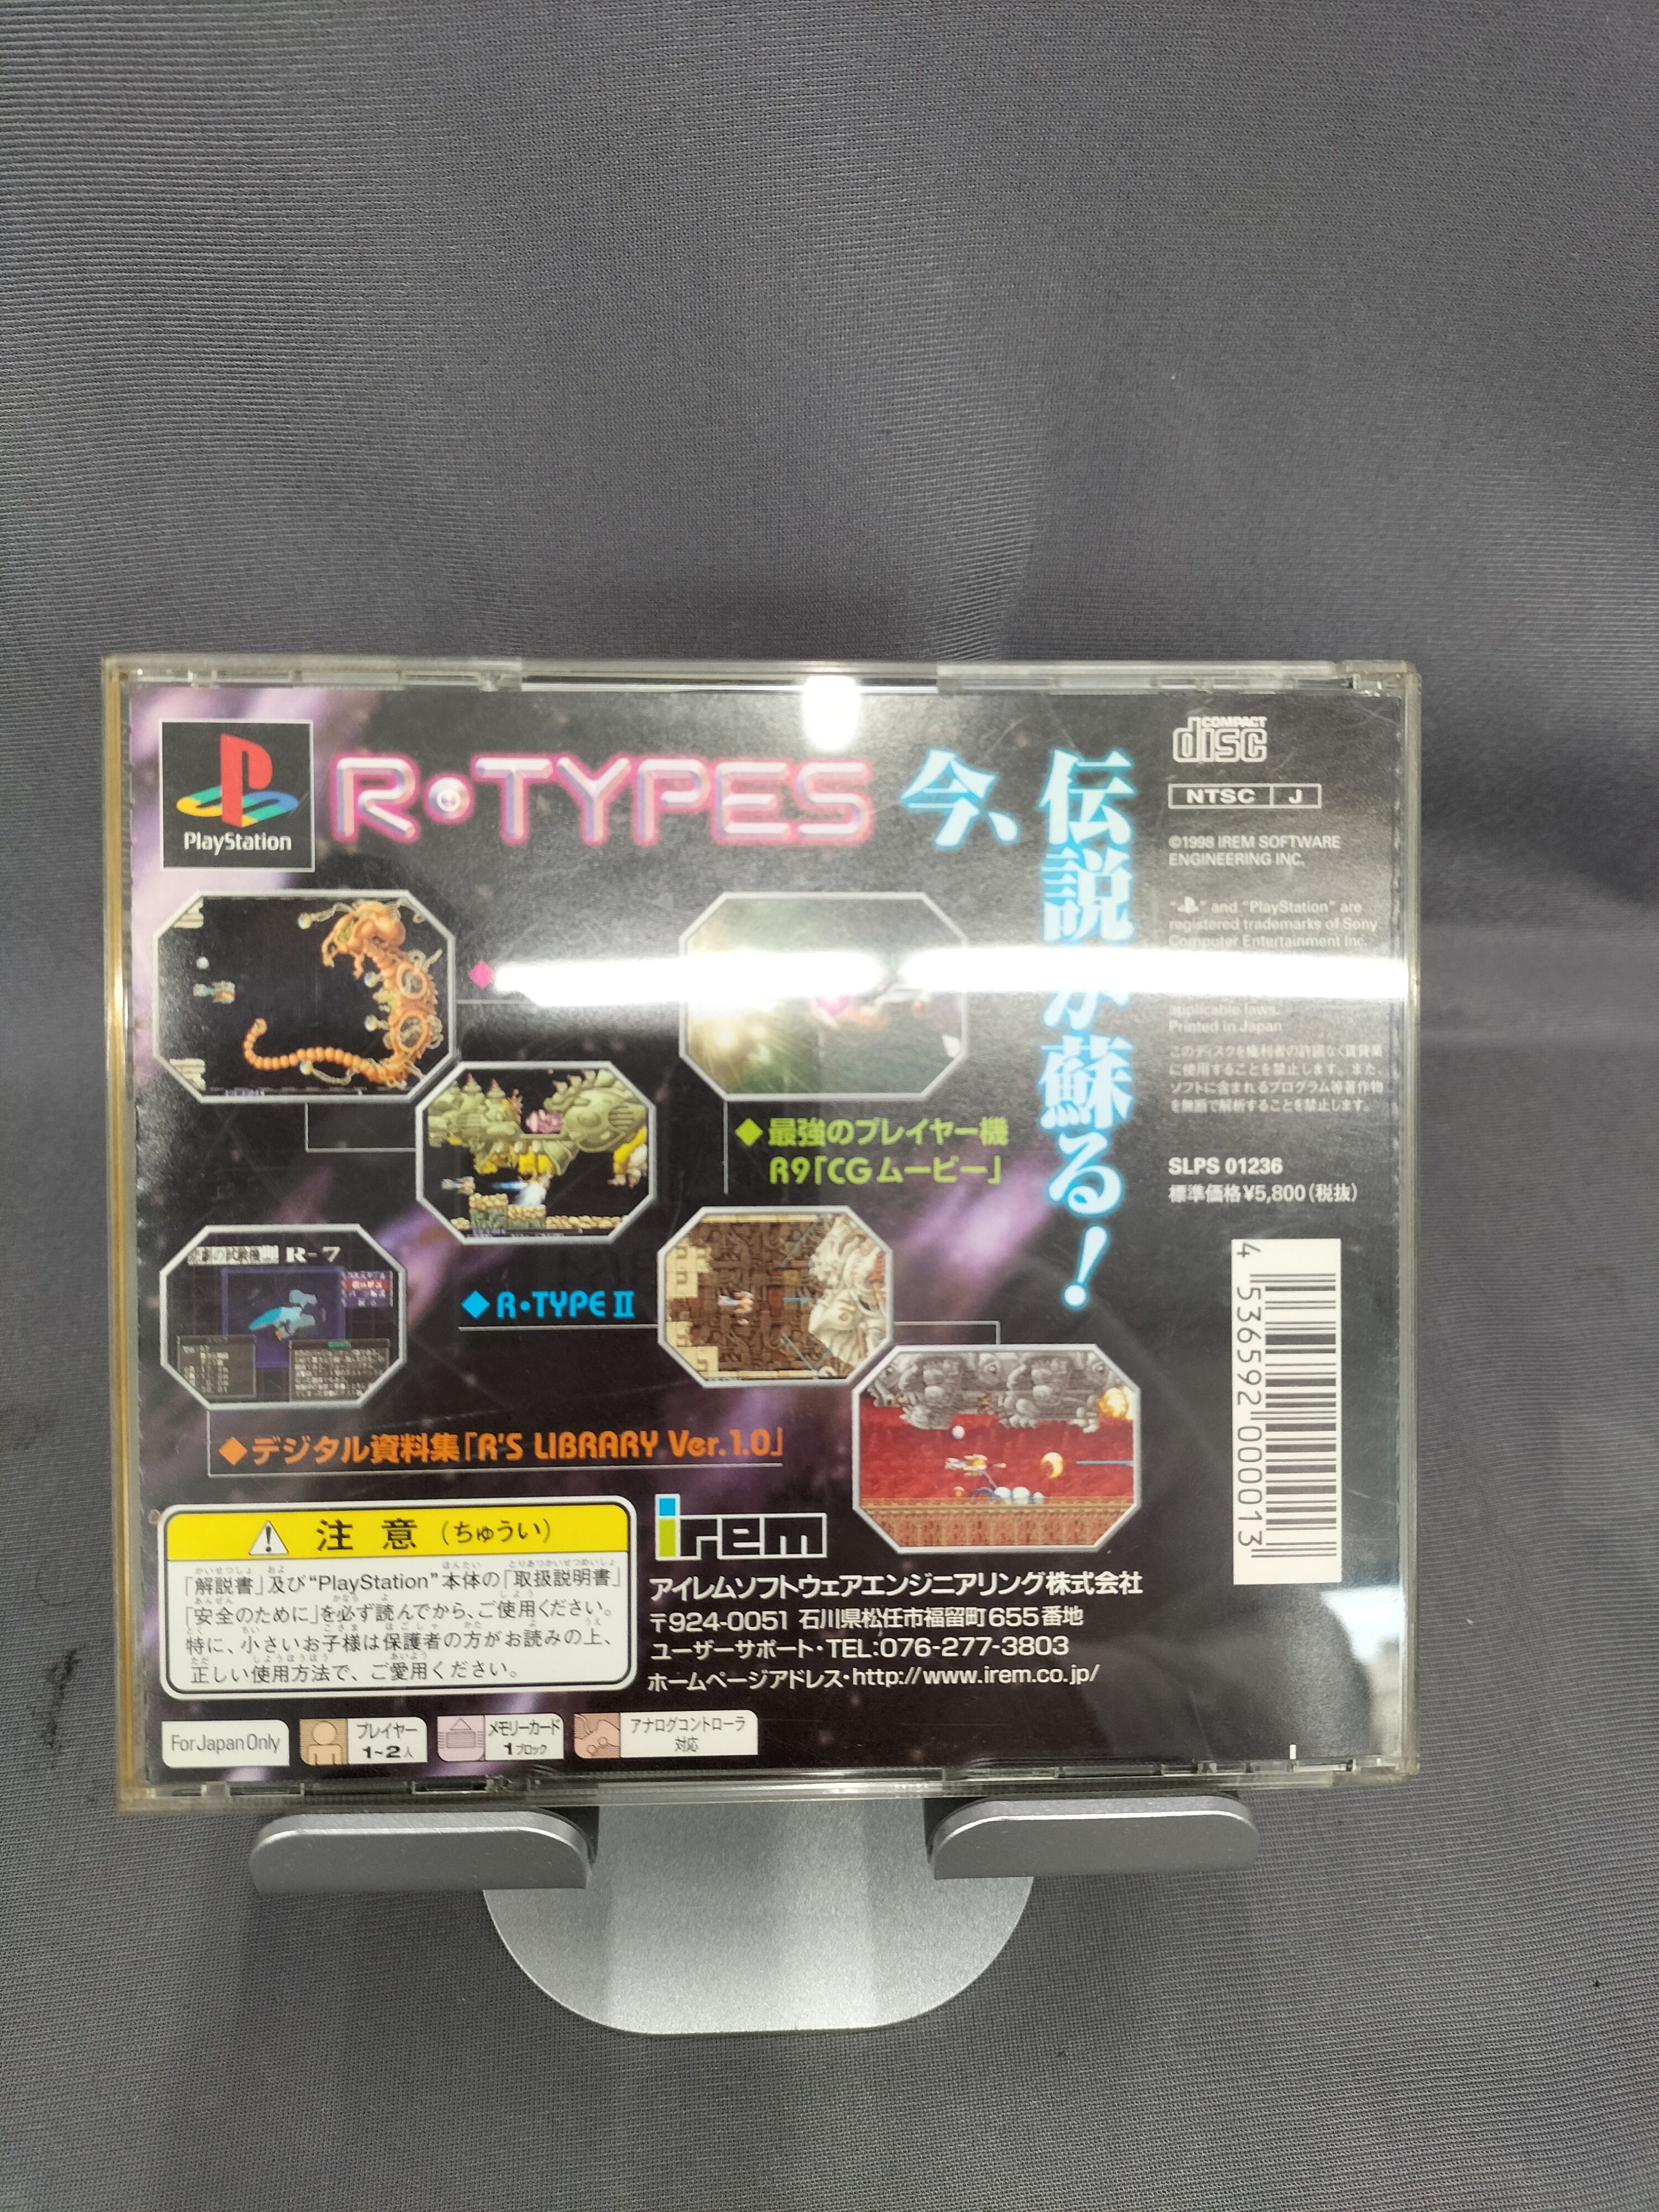 PlayStation
R・TYPES
今、
伝説が蘇る!
COMPACT
disc
NTSC J
©1998 IREM SOFTWARE
ENGINEERING INC.
" " and "PlayStation" are
registered trademarks of Sony
Computer Entertainment Inc.
applicable laws.
Printed in Japan
このディスクを権利者の許諾なく賃貸業
に使用することを禁止します。また、
ソフトに含まれるプログラム等著作物
を無断で解析することを禁止します。
SLPS 01236
標準価格¥5,800(税抜)
4 536592 000013
◆
◆最強のプレイヤー機
R9「CGムービー」
R-7
◆R・TYPE II
◆デジタル資料集「R'S LIBRARY Ver.1.0」
注意(ちゅうい)
「解説書」及び"PlayStation"本体の「取扱説明書」
「安全のために」を必ず読んでから、ご使用ください。
特に、小さいお子様は保護者の方がお読みの上、
正しい使用方法で、ご愛用ください。
irem
アイレムソフトウェアエンジニアリング株式会社
〒924-0051 石川県松任市福留町655番地
ユーザーサポート・TEL:076-277-3803
ホームページアドレス・http://www.irem.co.jp/
For Japan Only
プレイヤー
1~2人
メモリーカード
1ブロック
アナログコントローラ
対応